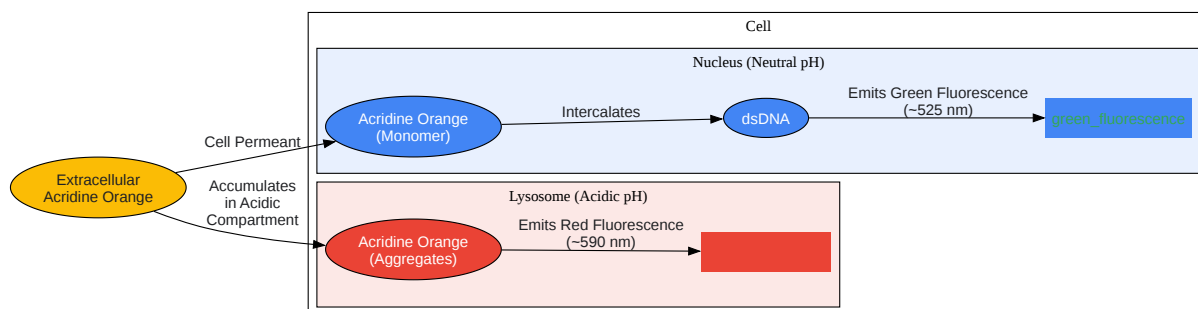 Cell
Nucleus (Neutral pH)
Acridine Orange
(Monomer)
Intercalates
dsDNA
Emits Green Fluorescence
(~525 nm)
green_fluorescence
Cell Permeant
Extracellular
Acridine Orange
Accumulates
in Acidic
Compartment
Lysosome (Acidic pH)
Acridine Orange
(Aggregates)
Emits Red Fluorescence
(~590 nm)